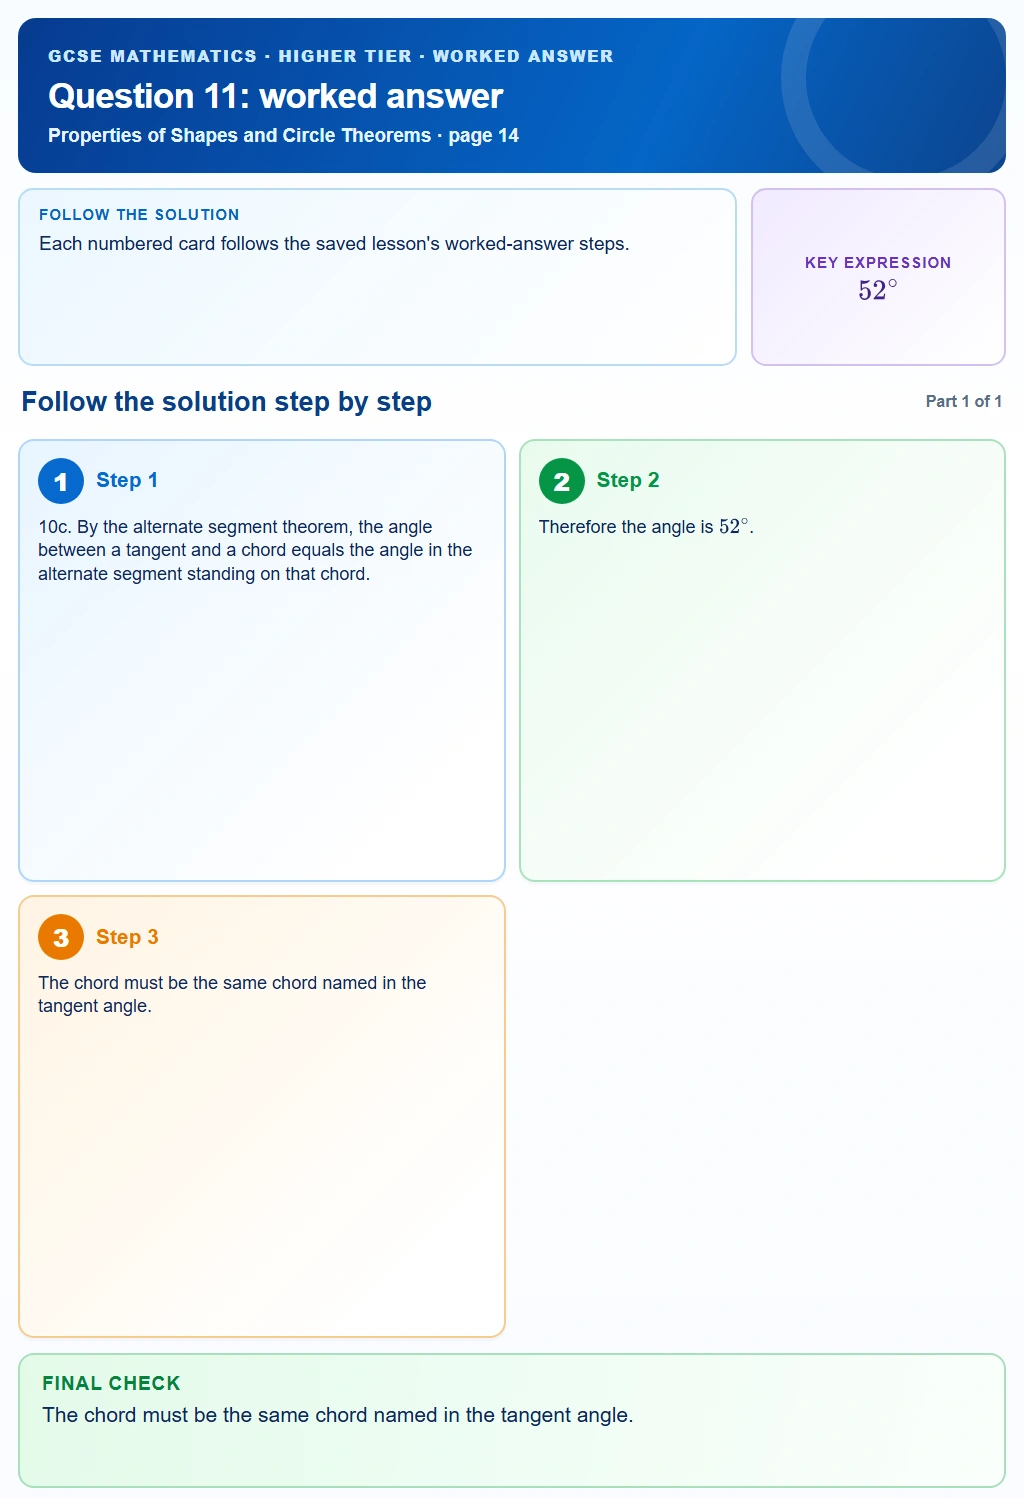 GCSE MATHEMATICS · HIGHER TIER · WORKED ANSWER
Question 11: worked answer
Properties of Shapes and Circle Theorems · page 14
FOLLOW THE SOLUTION
Each numbered card follows the saved lesson's worked-answer steps.
KEY EXPRESSION
52°
Follow the solution step by step
Part 1 of 1
1 Step 1
10c. By the alternate segment theorem, the angle
between a tangent and a chord equals the angle in the
alternate segment standing on that chord.
2 Step 2
Therefore the angle is 52°.
3 Step 3
The chord must be the same chord named in the
tangent angle.
FINAL CHECK
The chord must be the same chord named in the tangent angle.